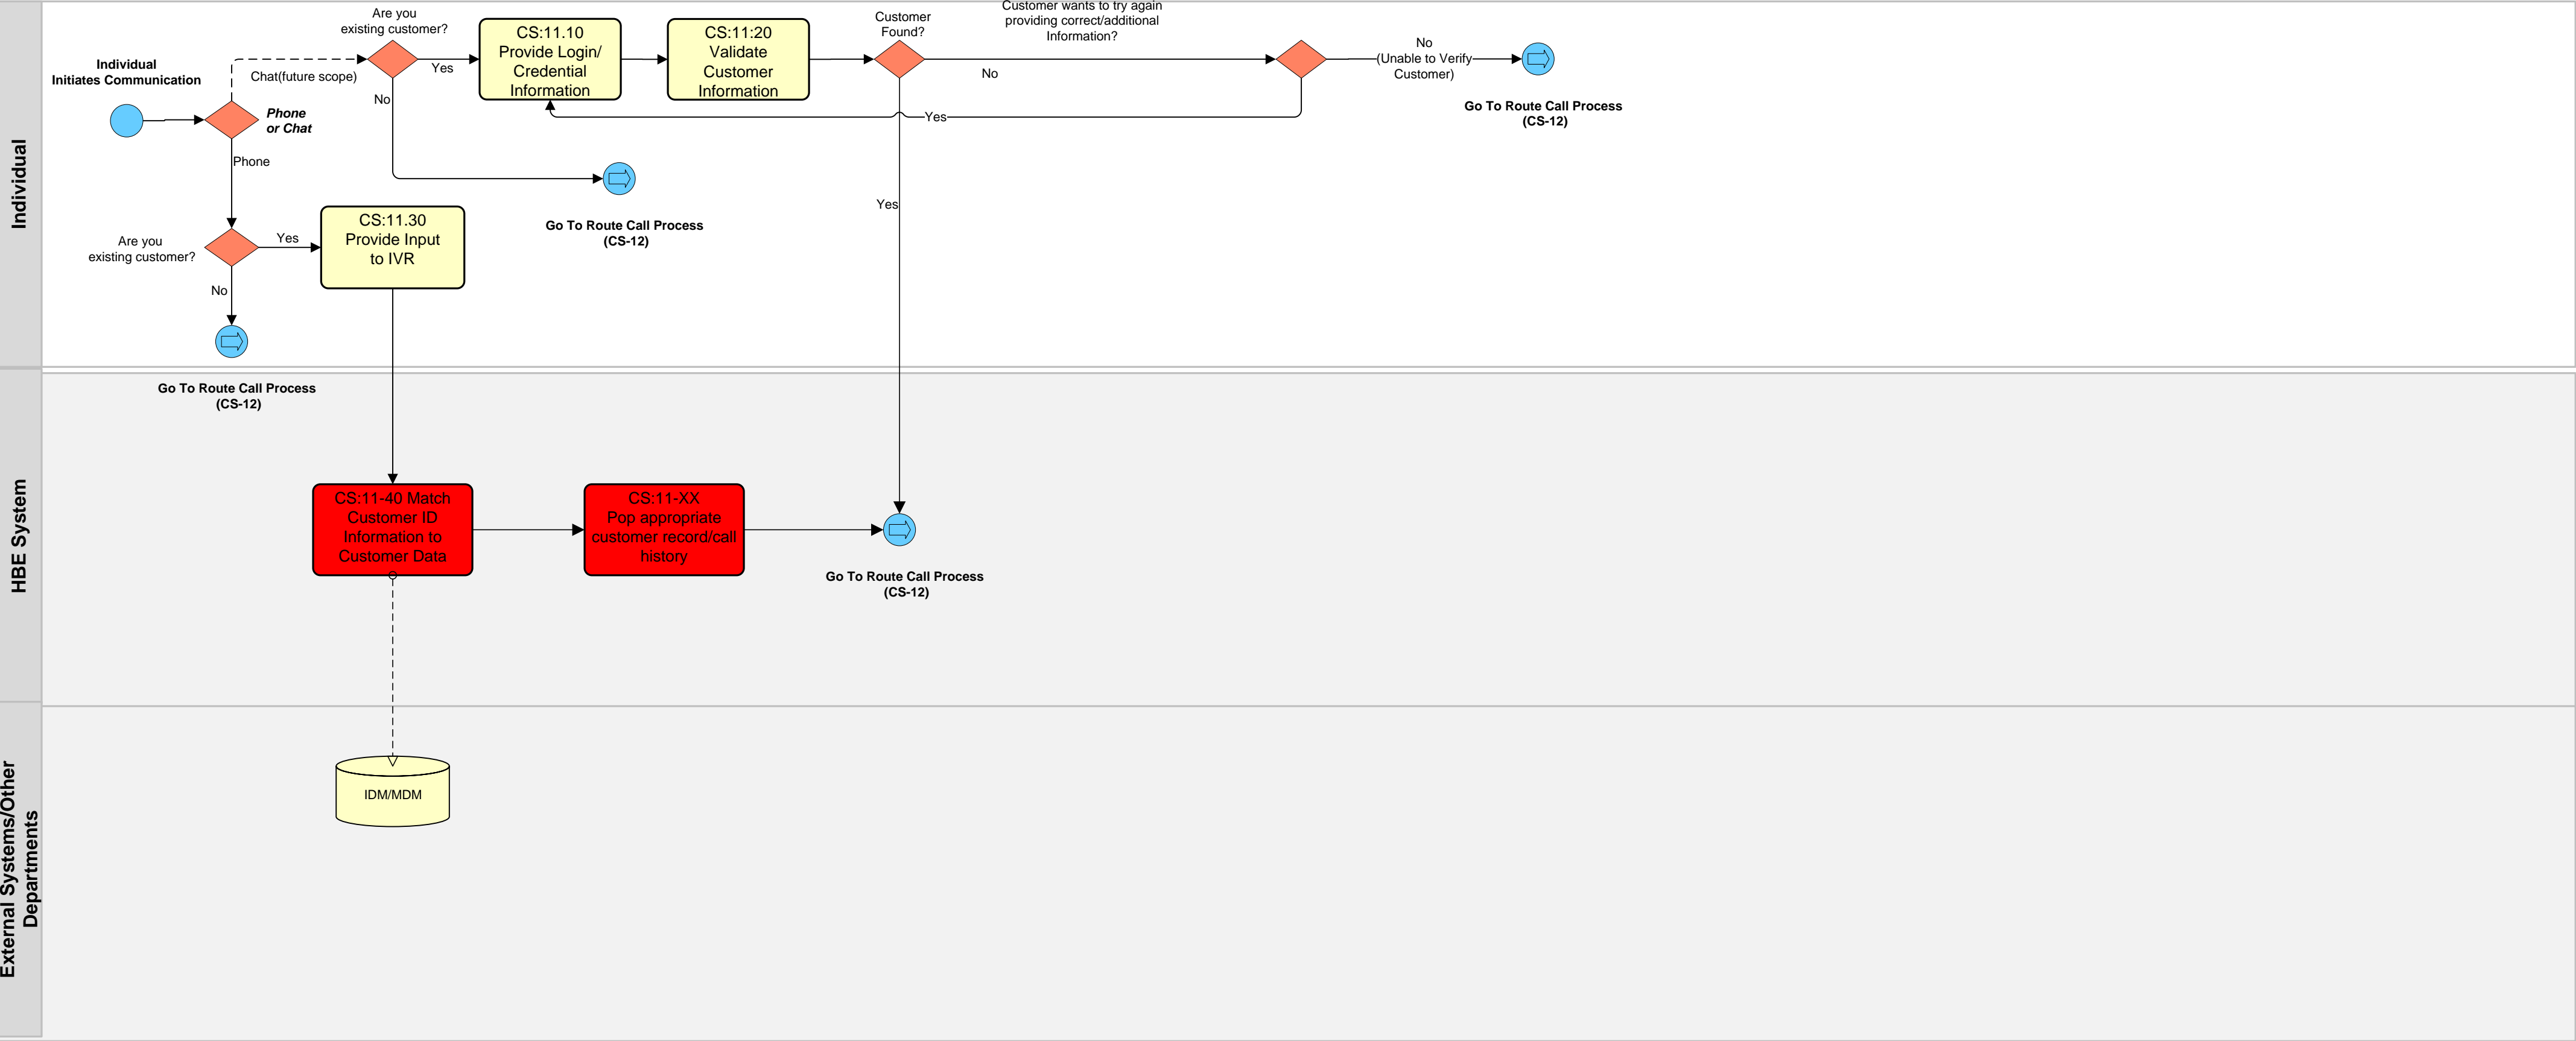 Customer wants to try again
providing correct/additional
Information?
Are you
existing customer?
Customer
Found?
CS:11.10
Provide Login/
Credential
Information
CS:11:20
Validate
Customer
Information
No
(Unable to Verify
Customer)
Individual
Initiates Communication
Chat(future scope)
Yes
No
No
Phone
or Chat
Yes
Go To Route Call Process
(CS-12)
Phone
Individual
Yes
CS:11.30
Provide Input
to IVR
Go To Route Call Process
(CS-12)
Are you
existing customer?
Yes
No
Go To Route Call Process
(CS-12)
HBE System
CS:11-40 Match
Customer ID
Information to
Customer Data
CS:11-XX
Pop appropriate
customer record/call
history
Go To Route Call Process
(CS-12)
External Systems/Other
Departments
IDM/MDM